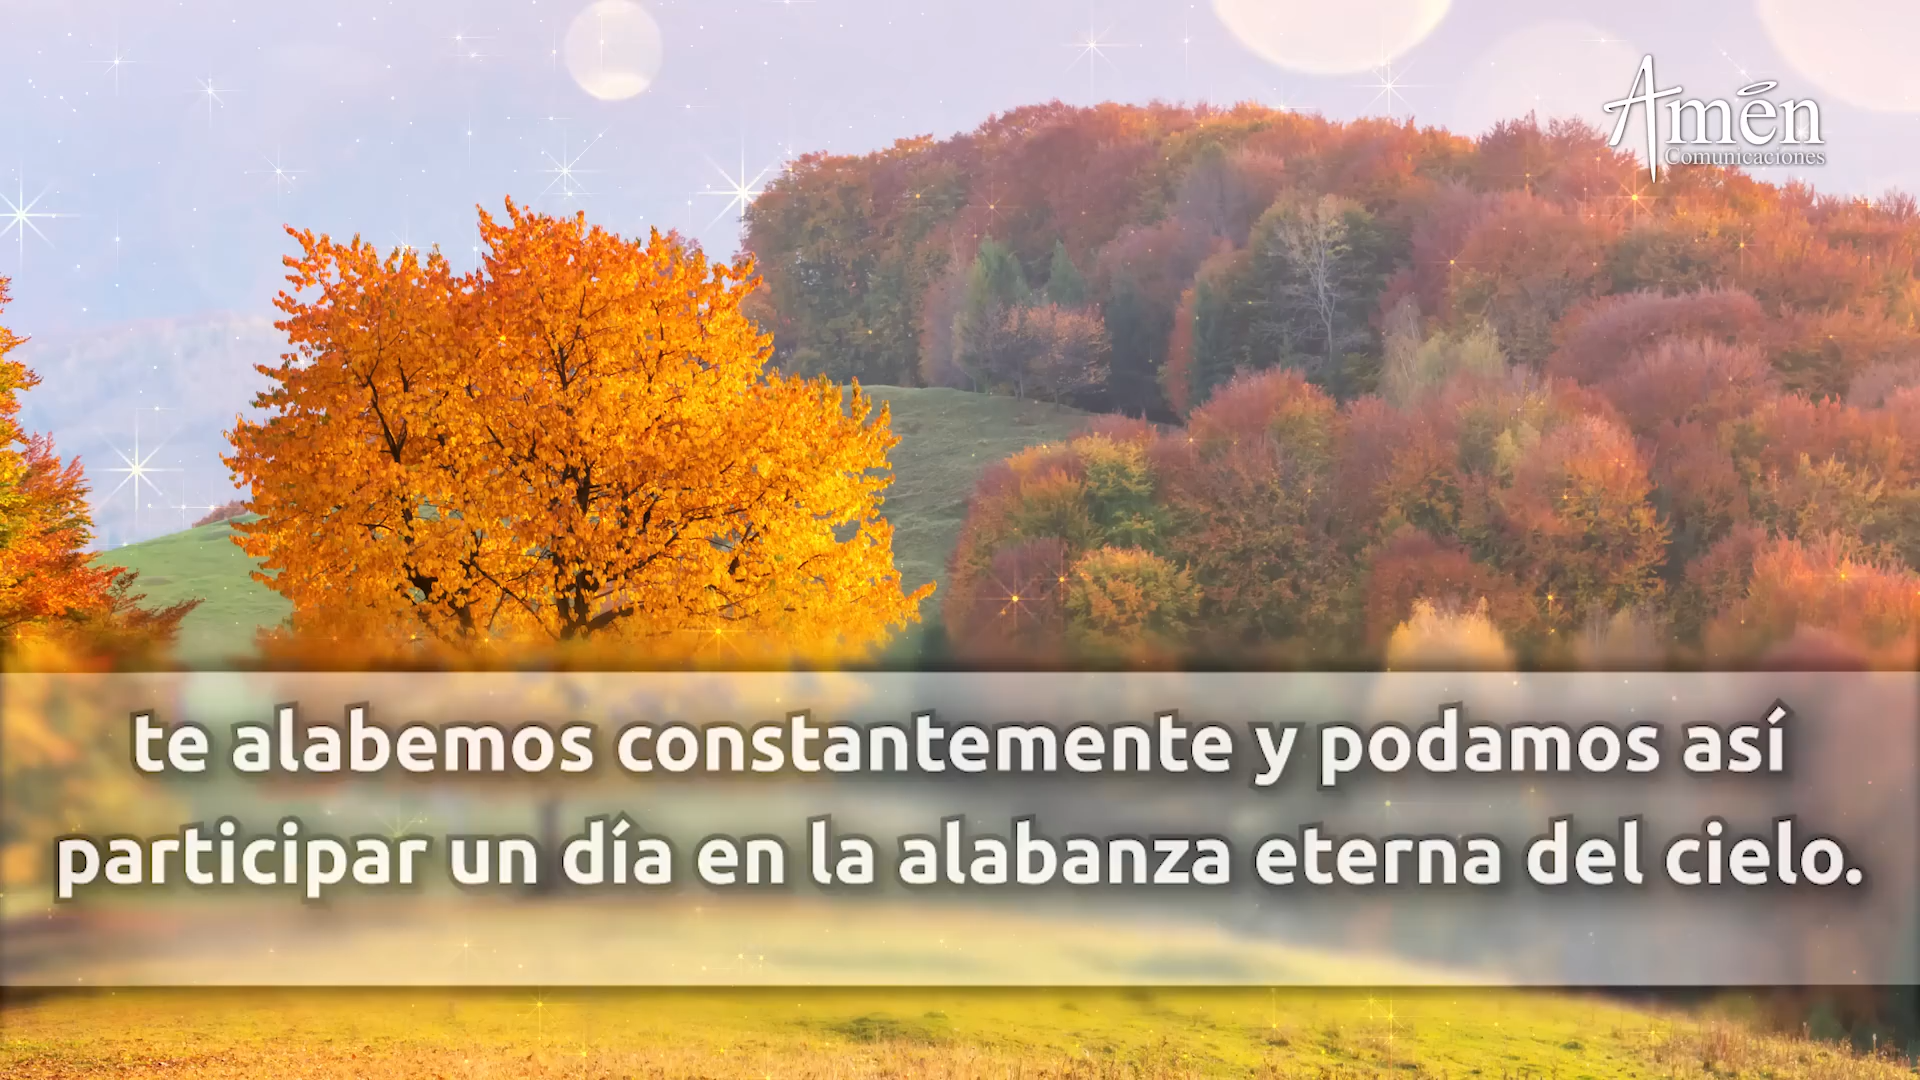 Amén
Comunicaciones
te alabemos constantemente y podamos así
participar un día en la alabanza eterna del cielo.